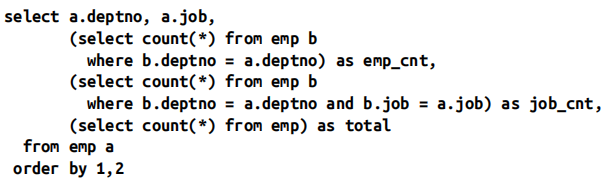 select a.deptno, a.job,
       (select count(*) from emp b
         where b.deptno = a.deptno) as emp_cnt,
       (select count(*) from emp b
         where b.deptno = a.deptno and b.job = a.job) as job_cnt,
       (select count(*) from emp) as total
  from emp a
 order by 1,2